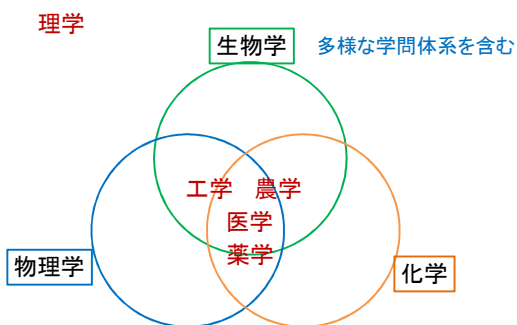 理学
生物学
多様な学問体系を含む
工学 農学
医学
薬学
物理学
化学